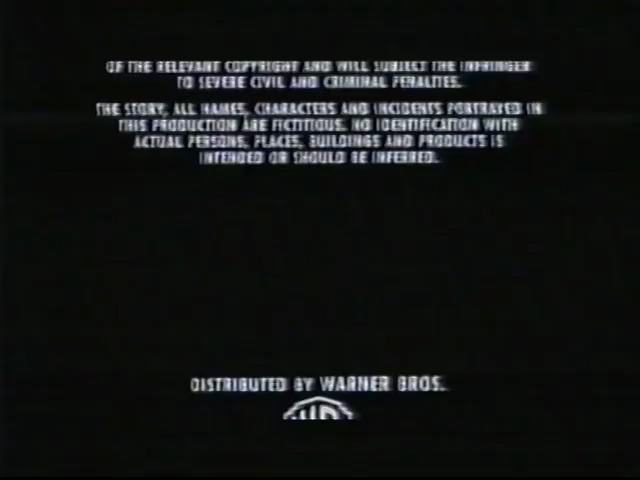 OF THE RELEVANT COPYRIGHT AND WILL SUBJECT THE INFRINGER
TO SEVERE CIVIL AND CRIMINAL PENALTIES.
THE STORY, ALL NAMES, CHARACTERS AND INCIDENTS PORTRAYED IN
THIS PRODUCTION ARE FICTITIOUS. NO IDENTIFICATION WITH
ACTUAL PERSONS, PLACES, BUILDINGS AND PRODUCTS IS
INTENDED OR SHOULD BE INFERRED.
DISTRIBUTED BY WARNER BROS.